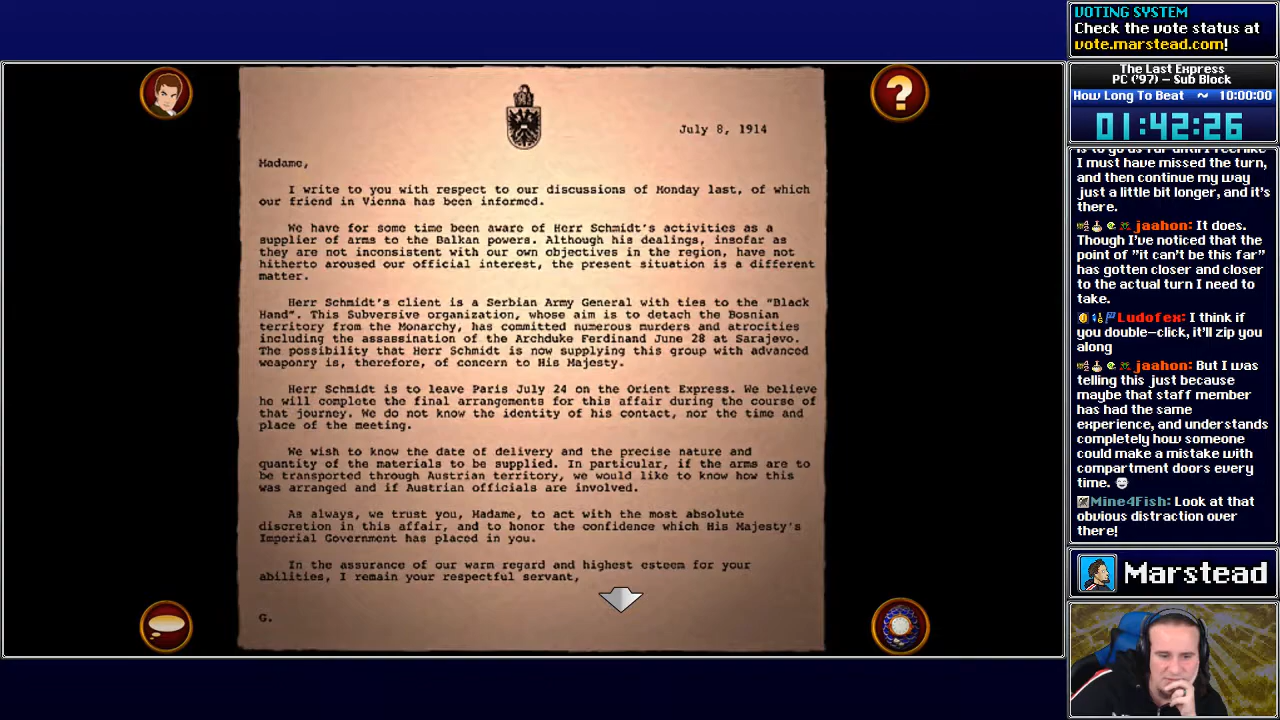 July 8, 1914
Madame,
I write to you with respect to our discussions of Monday last, of which
our friend in Vienna has been informed.
We have for some time been aware of Herr Schmidt's activities as a
supplier of arms to the Balkan powers. Although his dealings, insofar as
they are not inconsistent with our own objectives in the region, have not
hitherto aroused our official interest, the present situation is a different
matter.
Herr Schmidt's client is a Serbian Army General with ties to the "Black
Hand". This Subversive organization, whose aim is to detach the Bosnian
territory from the Monarchy, has committed numerous murders and atrocities
including the assassination of the Archduke Ferdinand June 28 at Sarajevo.
The possibility that Herr Schmidt is now supplying this group with advanced
weaponry is, therefore, of concern to His Majesty.
Herr Schmidt is to leave Paris July 24 on the Orient Express. We believe
he will complete the final arrangements for this affair during the course of
that journey. We do not know the identity of his contact, nor the time and
place of the meeting.
We wish to know the date of delivery and the precise nature and
quantity of the materials to be supplied. In particular, if the arms are to
be transported through Austrian territory, we would like to know how this
was arranged and if Austrian officials are involved.
As always, we trust you, Madame, to act with the most absolute
discretion in this affair, and to honor the confidence which His Majesty's
Imperial Government has placed in you.
In the assurance of our warm regard and highest esteem for your
abilities, I remain your respectful servant,
G.
?
VOTING SYSTEM
Check the vote status at
vote.marstead.com!
The Last Express
PC ('97) – Sub Block
How Long To Beat ~ 10:00:00
01:42:26
is to go as far until I feel like
I must have missed the turn,
and then continue my way
just a little bit longer, and it's
there.
jaahon: It does.
Though I've noticed that the
point of "it can't be this far"
has gotten closer and closer
to the actual turn I need to
take.
Ludofex: I think if
you double-click, it'll zip you
along
jaahon: But I was
telling this just because
maybe that staff member
has had the same
experience, and understands
completely how someone
could make a mistake with
compartment doors every
time.
Mine4Fish: Look at that
obvious distraction over
there!
Marstead